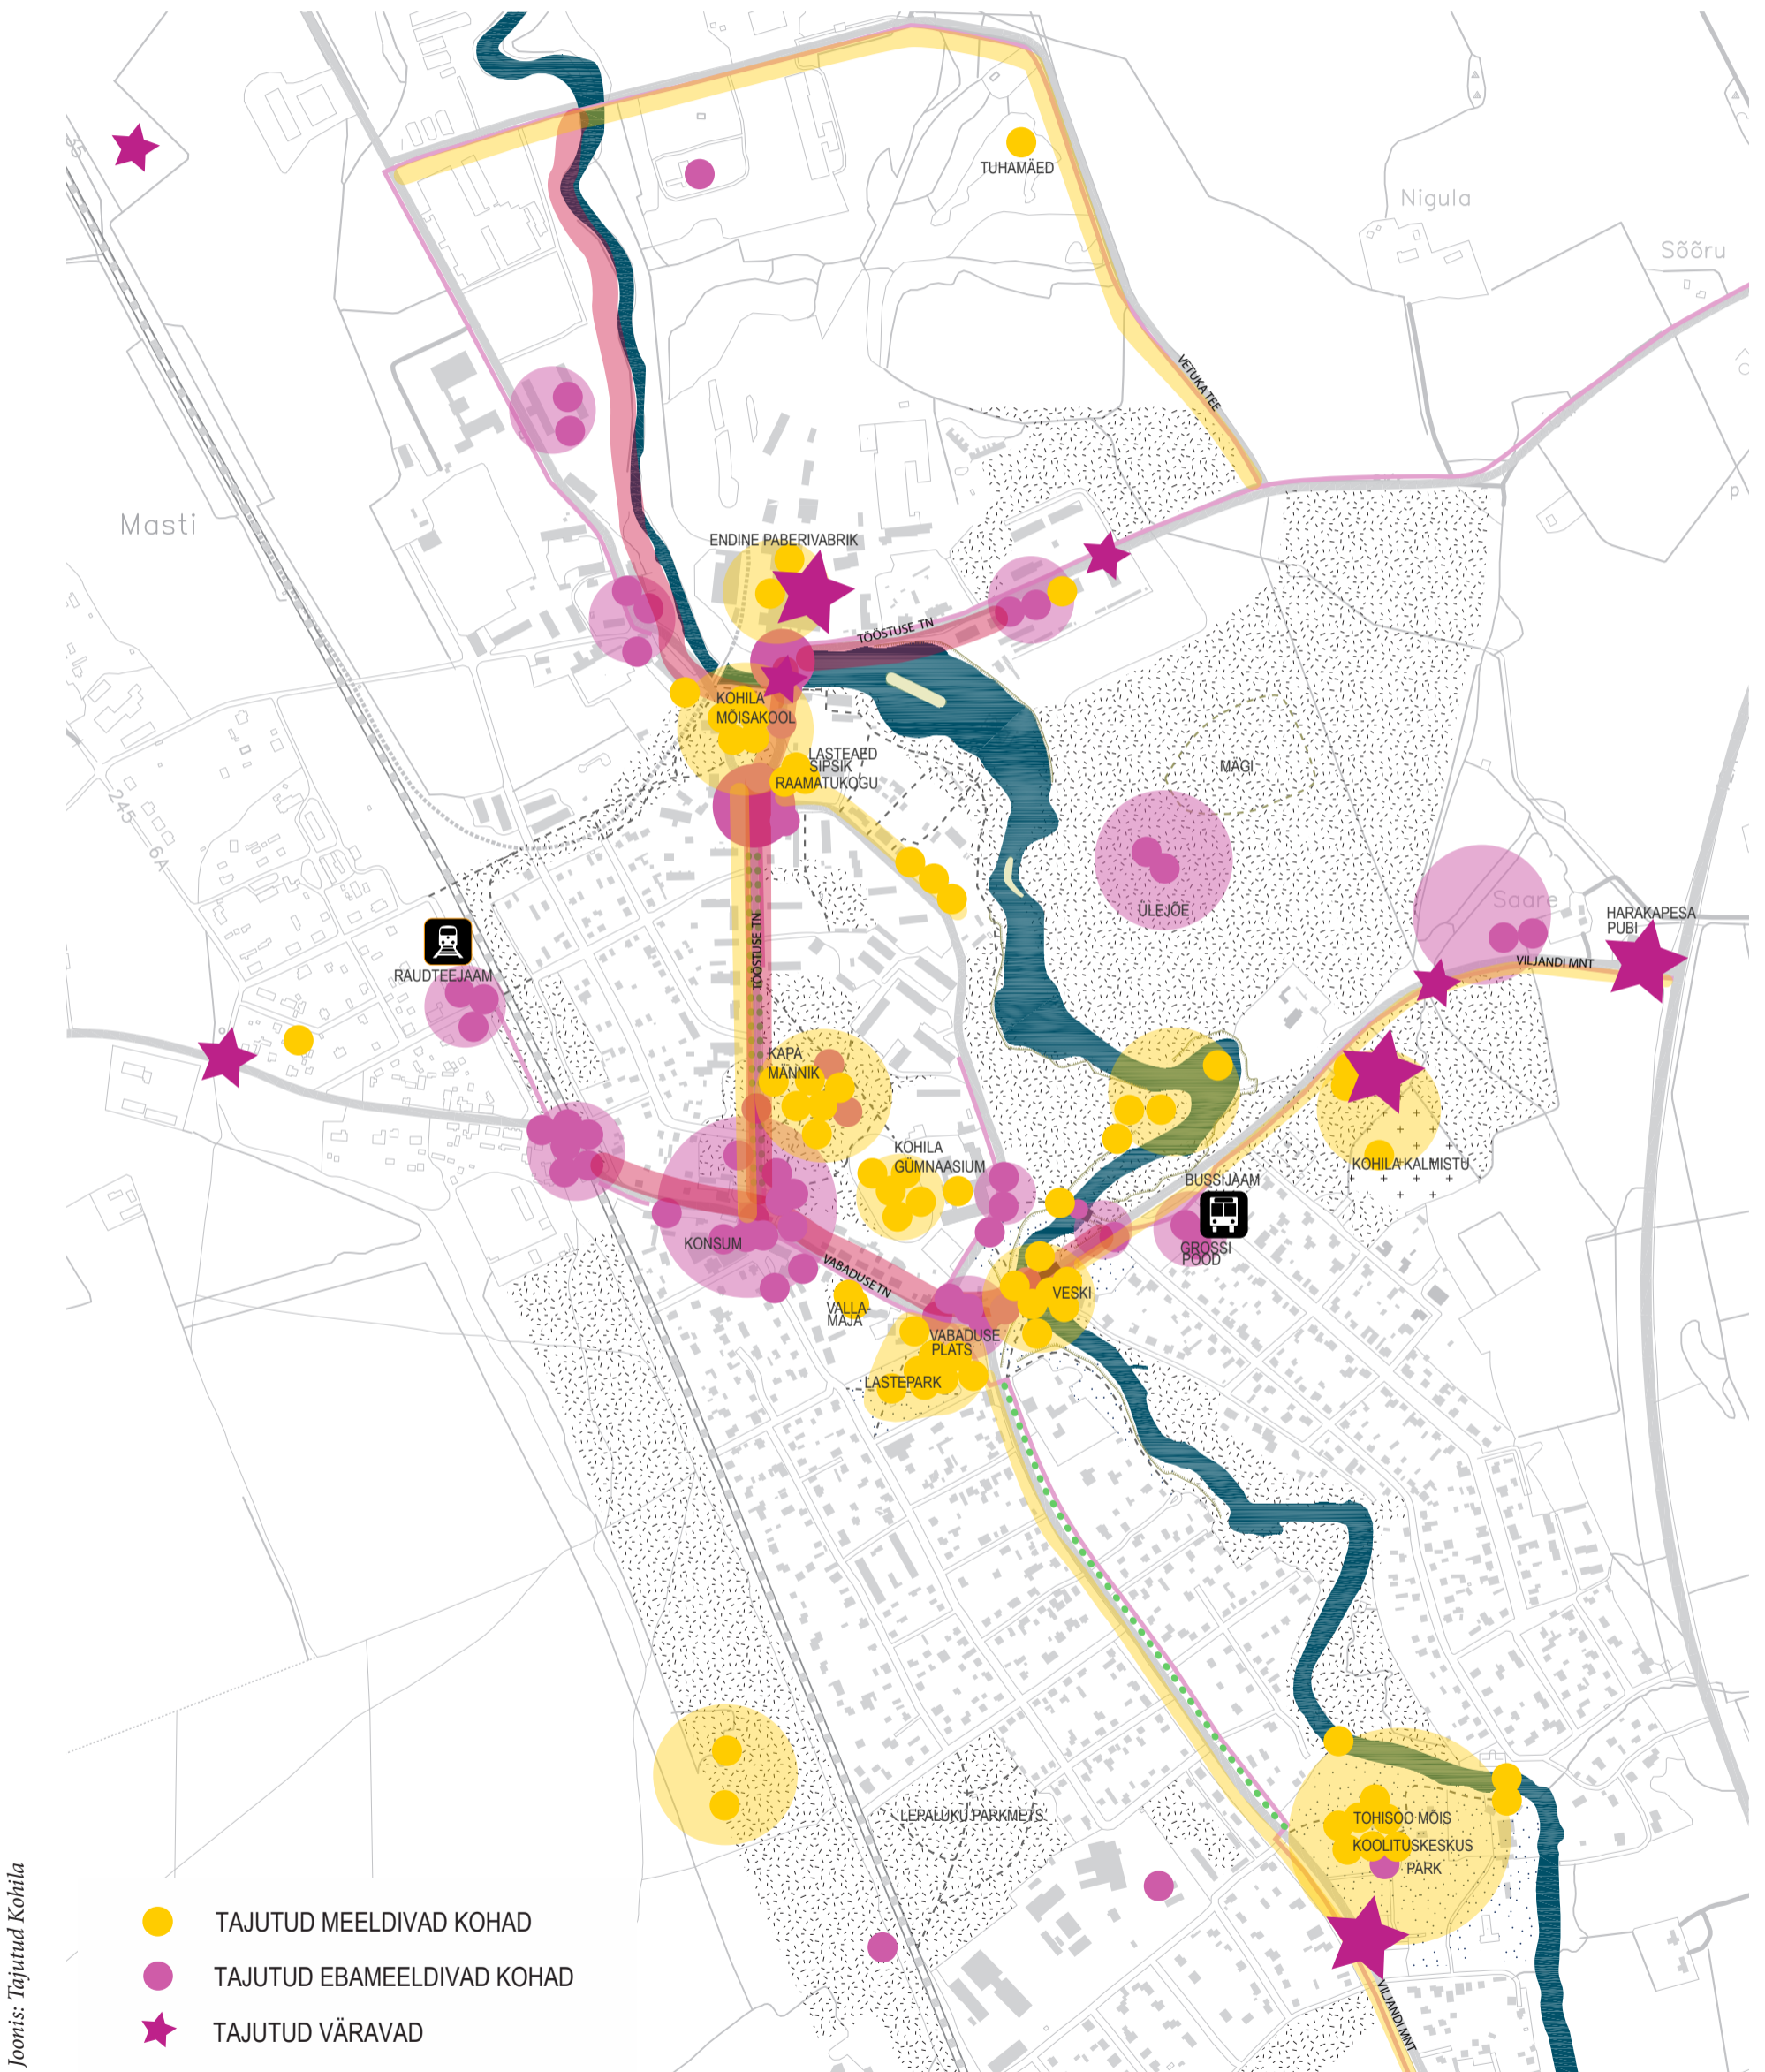 35
TUHAMÄED
Nigula
Sõõru
VETUKA TEE
Masti
ENDINE PABERIVABRIK
TÖÖSTUSE TN
KOHILA
MÕISAKOOL
LASTEAED
SIPSIK
RAAMATUKOGU
MÄGI
245
6A
ÜLEJÕE
Saare
HARAKAPESA
PUBI
VILJANDI MNT
TÖÖSTUSE TN
RAUDTEEJAAM
KAPA
MÄNNIK
KOHILA
GÜMNAASIUM
KOHILA KALMISTU
BUSSIJAAM
GROSSI
POOD
KONSUM
VABADUSE TN
VESKI
VALLA-
MAJA
VABADUSE
PLATS
LASTEPARK
LEPALUKU PARKMETS
TOHISOO MÕIS
KOOLITUSKESKUS
PARK
VILJANDI MNT
TAJUTUD MEELDIVAD KOHAD
TAJUTUD EBAMEELDIVAD KOHAD
TAJUTUD VÄRAVAD
Joonis: Tajutud Kohila